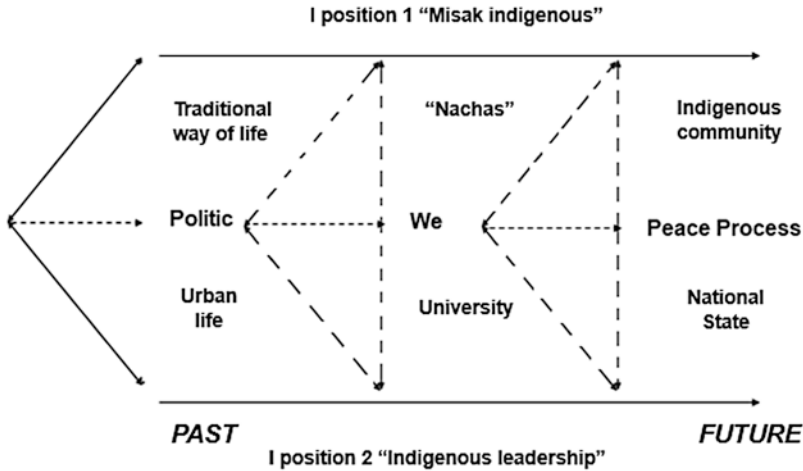 I position 1 “Misak indigenous”
Traditional
way of life
“Nachas”
Indigenous
community
Politic
We
Peace Process
Urban
life
University
National
State
PAST
FUTURE
I position 2 “Indigenous leadership”